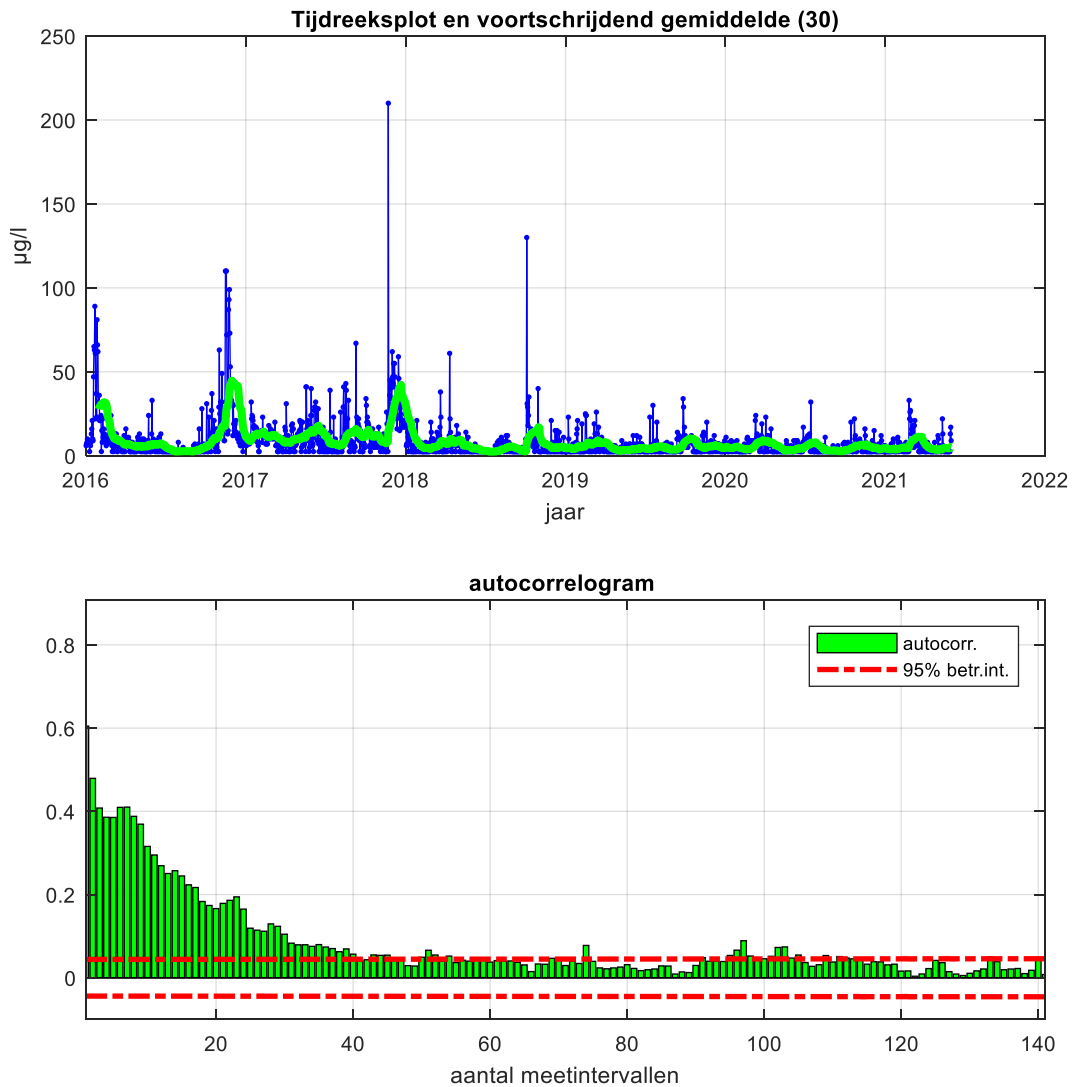 Tijdreeksplot en voortschrijdend gemiddelde (30)
250
200
150
100
50
0
µg/l
2016 2017 2018 2019 2020 2021 2022
jaar
autocorrelogram
autocorr.
95% betr.int.
0.8
0.6
0.4
0.2
0
20 40 60 80 100 120 140
aantal meetintervallen